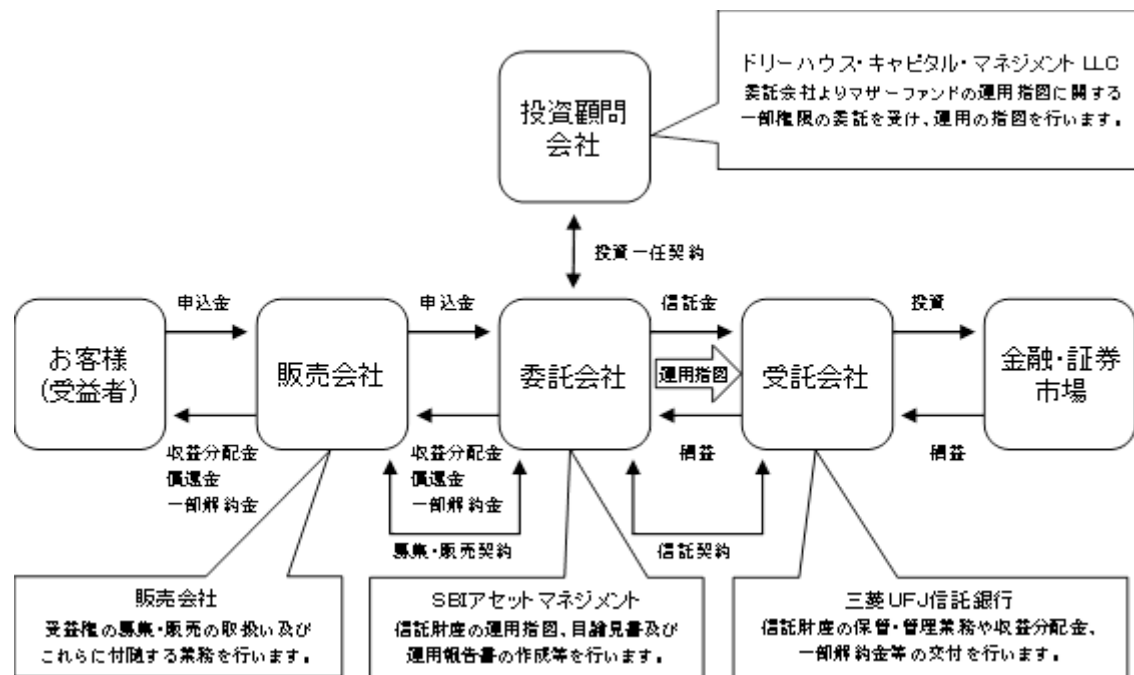 ドリーハウス・キャピタル・マネジメント LLC
委託会社よりマザーファンドの運用指図に関する
一部権限の委託を受け、運用の指図を行います。
投資顧問
会社
投資一任契約
申込金
申込金
信託金
投資
お客様
(受益者)
販売会社
委託会社
運用指図
受託会社
金融・証券
市場
収益分配金
償還金
一部解約金
収益分配金
償還金
一部解約金
損益
損益
募集・販売契約
信託契約
販売会社
受益権の募集・販売の取扱い及び
これらに付随する業務を行います。
SBIアセットマネジメント
信託財産の運用指図、目論見書及び
運用報告書の作成等を行います。
三菱UFJ信託銀行
信託財産の保管・管理業務や収益分配金、
一部解約金等の交付を行います。